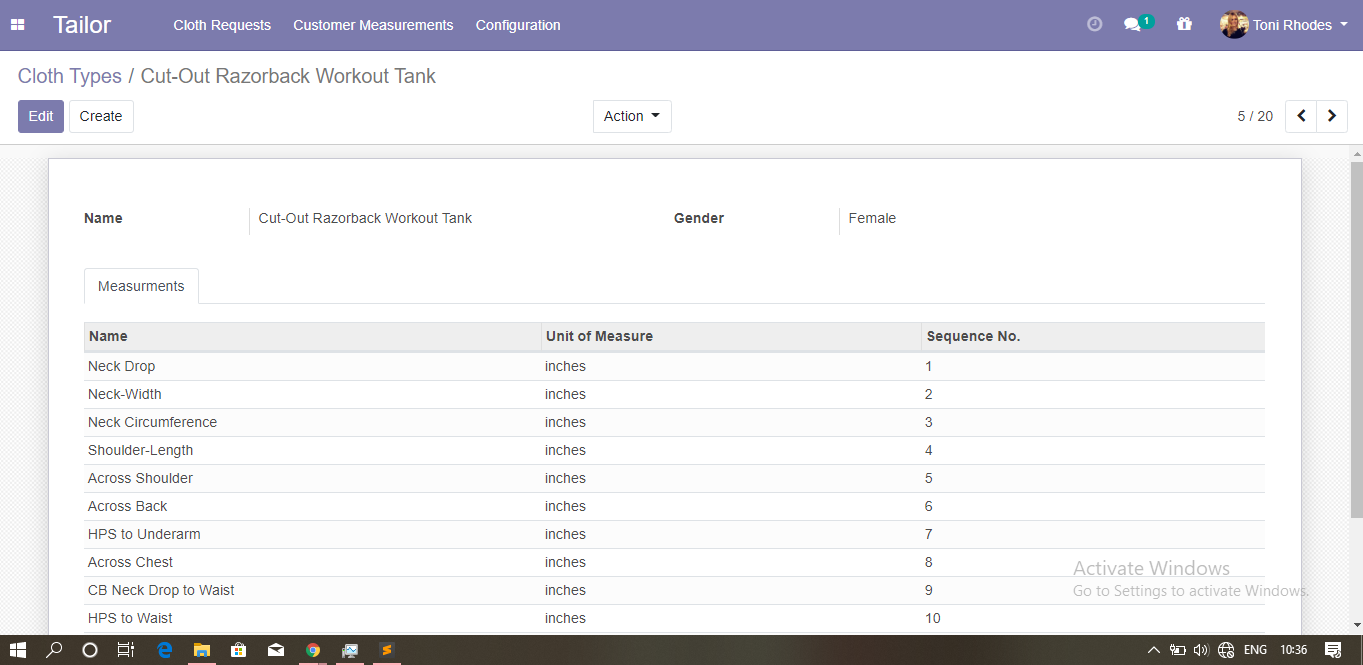 Tailor Cloth Requests Customer Measurements Configuration 1 Toni Rhodes
Cloth Types / Cut-Out Razorback Workout Tank
Edit Create Action 5 / 20
Name Cut-Out Razorback Workout Tank Gender Female
Measurments
Name Unit of Measure Sequence No.
Neck Drop inches 1
Neck-Width inches 2
Neck Circumference inches 3
Shoulder-Length inches 4
Across Shoulder inches 5
Across Back inches 6
HPS to Underarm inches 7
Across Chest inches 8
CB Neck Drop to Waist inches 9
HPS to Waist inches 10
Activate Windows
Go to Settings to activate Windows.
ENG 10:36